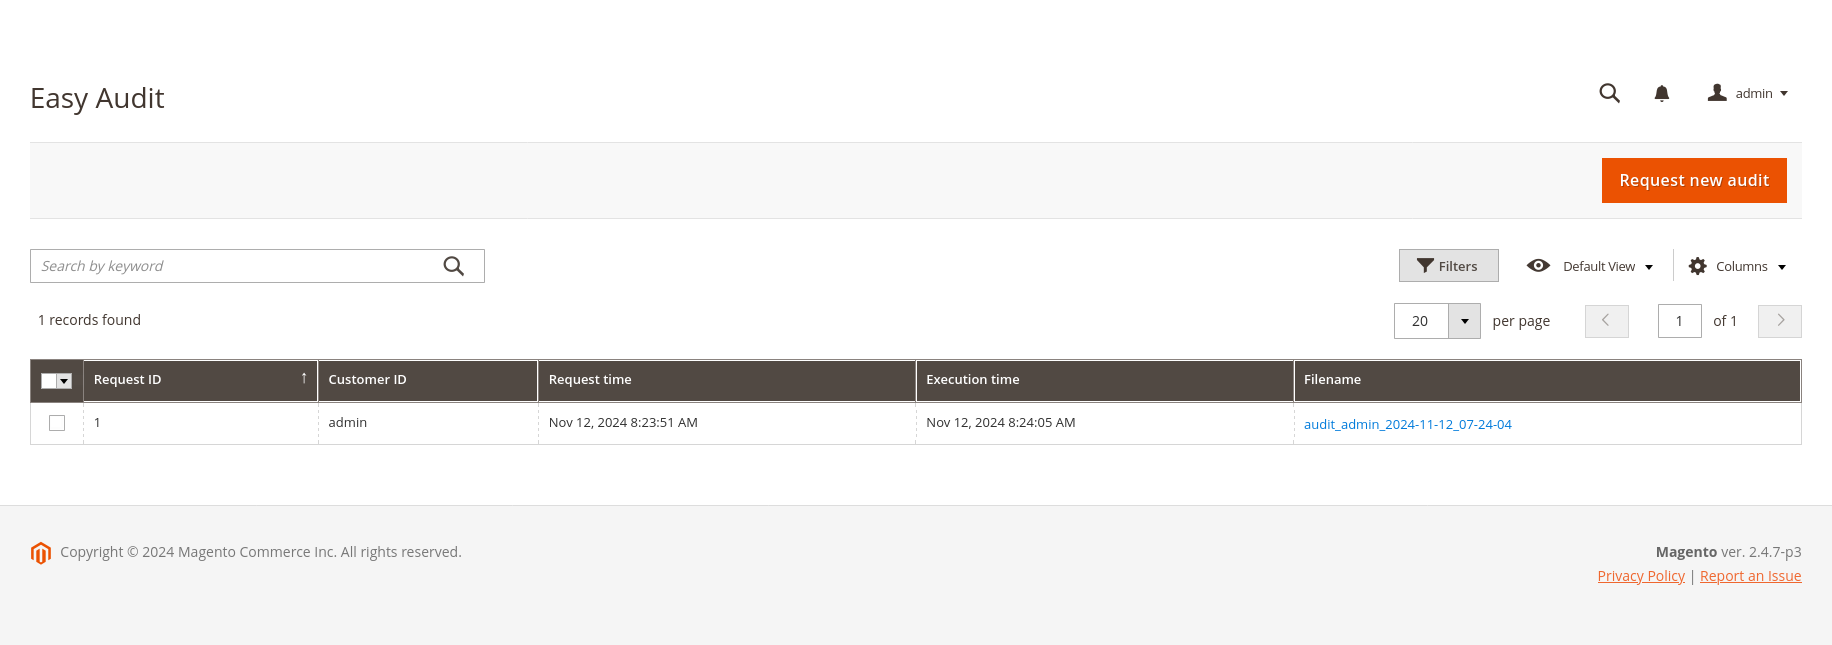 Easy Audit
admin
Request new audit
Search by keyword
Filters
Default View
Columns
1 records found
20
per page
1
of 1
Request ID ↑ Customer ID Request time Execution time Filename
1 admin Nov 12, 2024 8:23:51 AM Nov 12, 2024 8:24:05 AM audit_admin_2024-11-12_07-24-04
Copyright © 2024 Magento Commerce Inc. All rights reserved.
Magento ver. 2.4.7-p3
Privacy Policy | Report an Issue